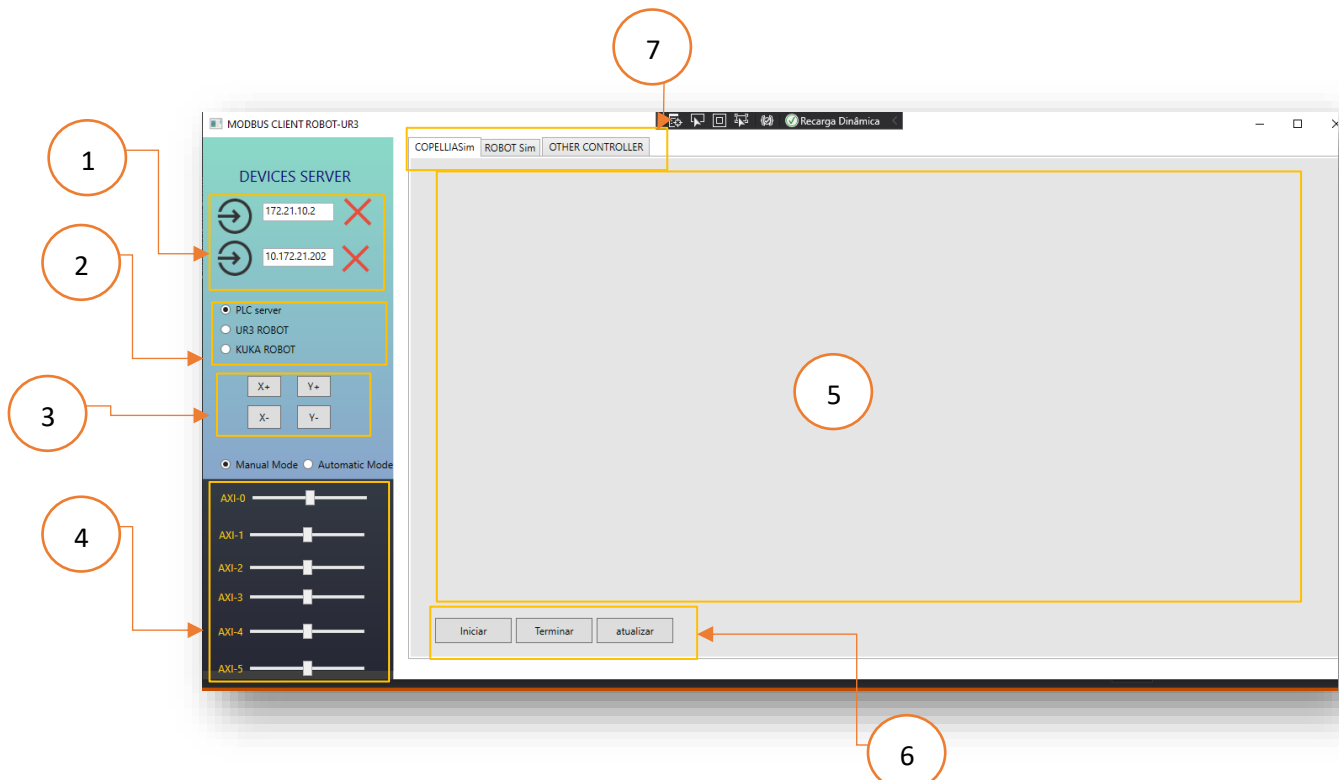 7
MODBUS CLIENT ROBOT-UR3
Recarga Dinámica
1
COPELLIASim ROBOT Sim OTHER CONTROLLER
DEVICES SERVER
172.21.10.2
2
10.172.21.202
PLC server
UR3 ROBOT
KUKA ROBOT
3
X+ Y+
X- Y-
5
Manual Mode Automatic Mode
4
AXI-0
AXI-1
AXI-2
AXI-3
AXI-4
AXI-5
Iniciar Terminar atualizar
6